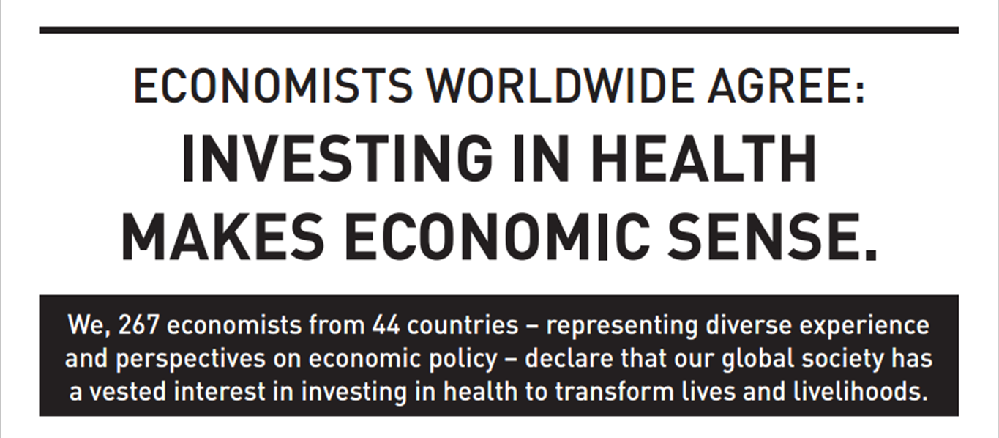 ECONOMISTS WORLDWIDE AGREE:
INVESTING IN HEALTH
MAKES ECONOMIC SENSE.
We, 267 economists from 44 countries – representing diverse experience
and perspectives on economic policy – declare that our global society has
a vested interest in investing in health to transform lives and livelihoods.